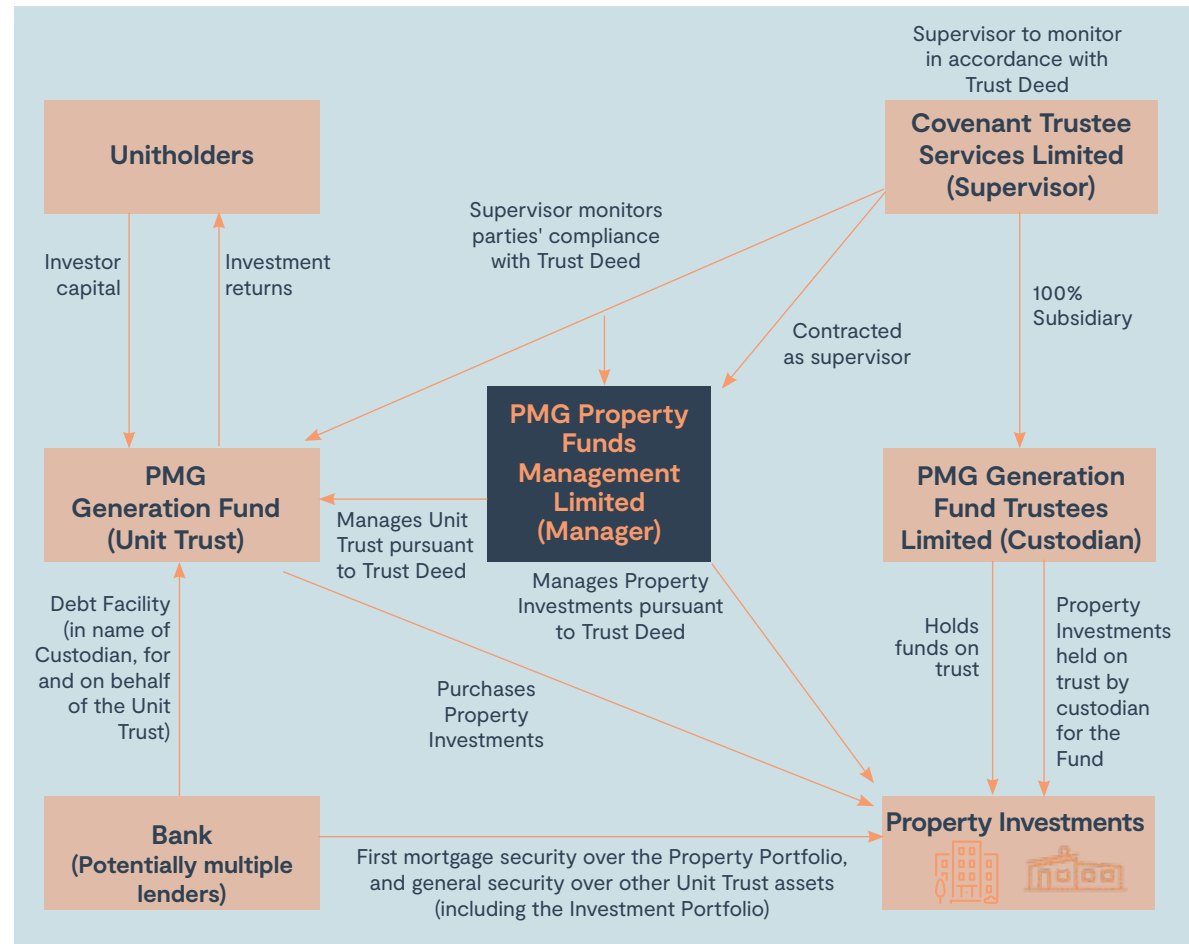 Supervisor to monitor
in accordance with
Trust Deed
Unitholders
Covenant Trustee
Services Limited
(Supervisor)
Supervisor monitors
parties' compliance
with Trust Deed
Investor
capital
Investment
returns
100%
Subsidiary
Contracted
as supervisor
PMG Property
Funds
Management
Limited
(Manager)
PMG
Generation Fund
(Unit Trust)
PMG Generation
Fund Trustees
Limited (Custodian)
Manages Unit
Trust pursuant
to Trust Deed
Manages Property
Investments pursuant
to Trust Deed
Debt Facility
(in name of
Custodian, for
and on behalf
of the Unit
Trust)
Holds
funds on
trust
Property
Investments
held on
trust by
custodian
for the
Fund
Purchases
Property
Investments
Bank
(Potentially multiple
lenders)
Property Investments
First mortgage security over the Property Portfolio,
and general security over other Unit Trust assets
(including the Investment Portfolio)